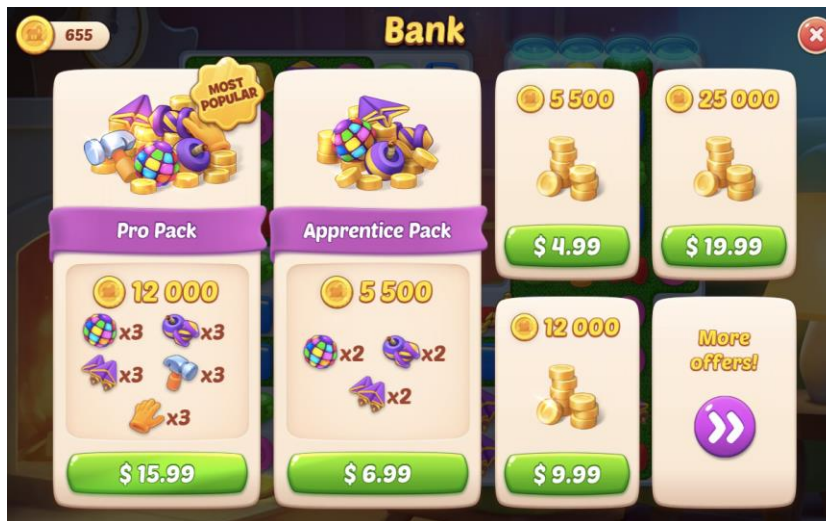 655
Bank
MOST
POPULAR
Pro Pack
12 000
x3
x3
x3
x3
x3
$ 15.99
Apprentice Pack
5 500
x2
x2
x2
$ 6.99
5 500
$ 4.99
25 000
$ 19.99
12 000
$ 9.99
More
offers!